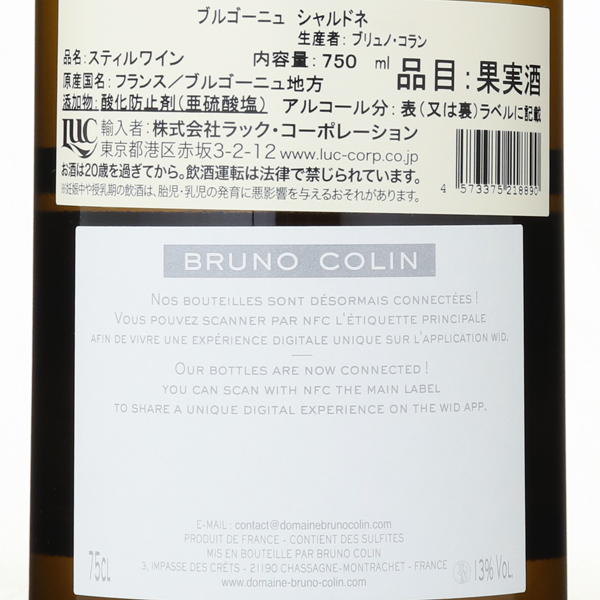 ブルゴーニュ シャルドネ
生産者：ブリュノ・コラン
品名：スティルワイン 内容量：750 ml
原産国名：フランス／ブルゴーニュ地方 品目：果実酒
添加物：酸化防止剤（亜硫酸塩） アルコール分：表（又は裏）ラベルに記載
LUC 輸入者：株式会社ラック・コーポレーション
東京都港区赤坂3-2-12 www.luc-corp.co.jp
お酒は20歳を過ぎてから。飲酒運転は法律で禁じられています。
※妊娠中や授乳期の飲酒は、胎児・乳児の発育に悪影響を与えるおそれがあります。
4 573375 218890
BRUNO COLIN
NOS BOUTEILLES SONT DÉSORMAIS CONNECTÉES !
VOUS POUVEZ SCANNER PAR NFC L'ÉTIQUETTE PRINCIPALE
AFIN DE VIVRE UNE EXPÉRIENCE DIGITALE UNIQUE SUR L'APPLICATION WID.
OUR BOTTLES ARE NOW CONNECTED !
YOU CAN SCAN WITH NFC THE MAIN LABEL
TO SHARE A UNIQUE DIGITAL EXPERIENCE ON THE WID APP.
E-MAIL : contact@domainebrunocolin.com
PRODUIT DE FRANCE - CONTIENT DES SULFITES
MIS EN BOUTEILLE PAR BRUNO COLIN
3, IMPASSE DES CRÊTS - 21190 CHASSAGNE-MONTRACHET - FRANCE
www.domaine-bruno-colin.com
75CL
13% VOL.